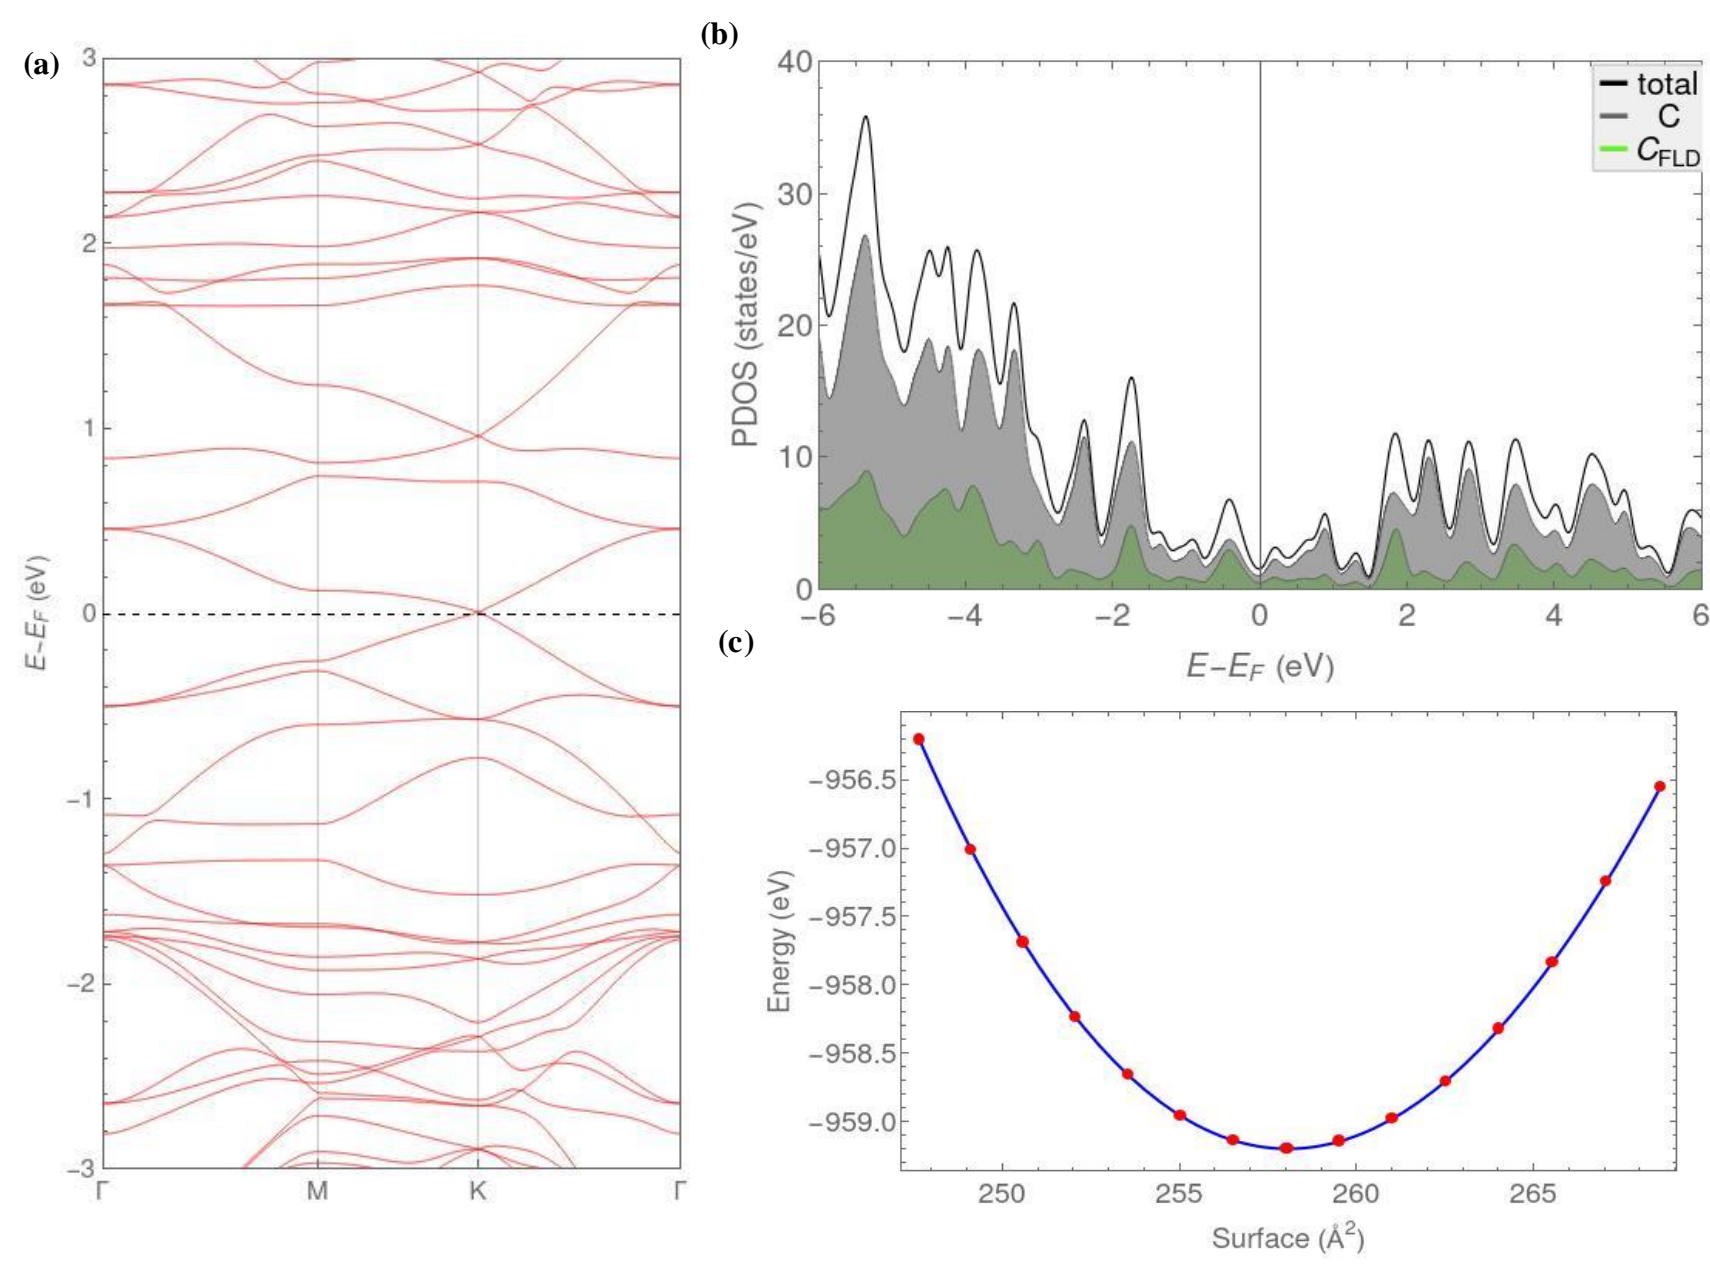 (a)
3
2
1
0
−1
−2
−3
E−E_F (eV)
Γ M K Γ
(b)
40
30
20
10
0
PDOS (states/eV)
total
C
C_FLD
−6 −4 −2 0 2 4 6
E−E_F (eV)
(c)
−956.5
−957.0
−957.5
−958.0
−958.5
−959.0
Energy (eV)
250 255 260 265
Surface (Å²)